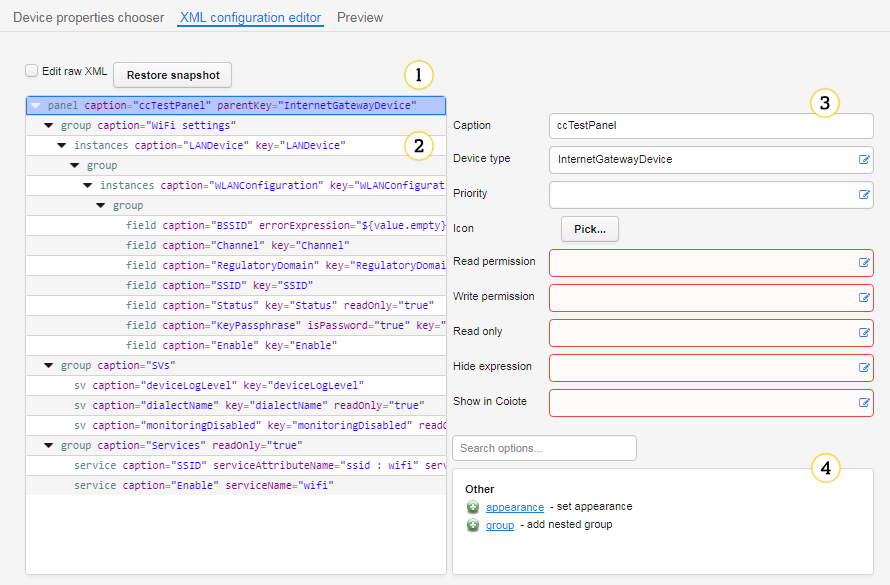 Device properties chooser XML configuration editor Preview
Edit raw XML Restore snapshot
1
panel caption="ccTestPanel" parentKey="InternetGatewayDevice"
group caption="WiFi settings"
2
instances caption="LANDevice" key="LANDevice"
group
instances caption="WLANConfiguration" key="WLANConfigurat
group
field caption="BSSID" errorExpression="${value.empty}
field caption="Channel" key="Channel"
field caption="RegulatoryDomain" key="RegulatoryDomai
field caption="SSID" key="SSID"
field caption="Status" key="Status" readOnly="true"
field caption="KeyPassphrase" isPassword="true" key="
field caption="Enable" key="Enable"
group caption="SVs"
sv caption="deviceLogLevel" key="deviceLogLevel"
sv caption="dialectName" key="dialectName" readOnly="true"
sv caption="monitoringDisabled" key="monitoringDisabled" readO
group caption="Services" readOnly="true"
service caption="SSID" serviceAttributeName="ssid : wifi" serv
service caption="Enable" serviceName="wifi"
3
Caption ccTestPanel
Device type InternetGatewayDevice
Priority
Icon Pick...
Read permission
Write permission
Read only
Hide expression
Show in Coiote
Search options...
4
Other
appearance - set appearance
group - add nested group